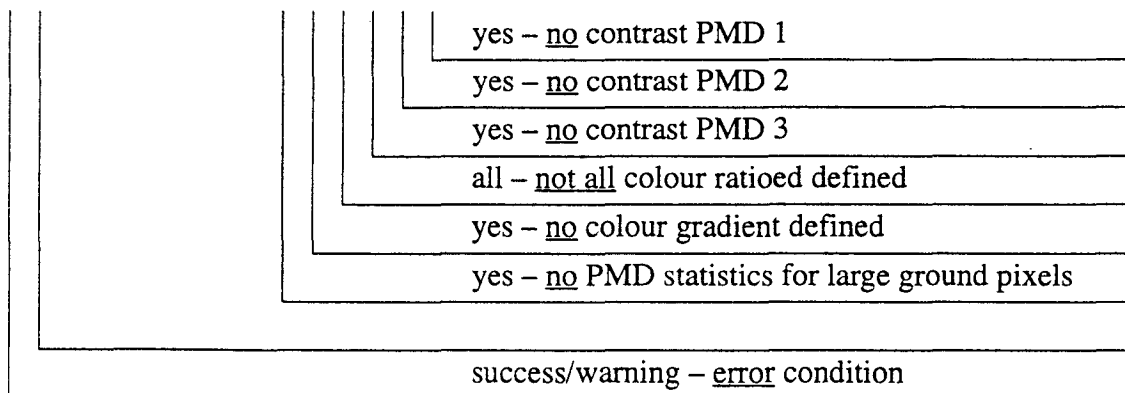 yes – no contrast PMD 1
yes – no contrast PMD 2
yes – no contrast PMD 3
all – not all colour ratioed defined
yes – no colour gradient defined
yes – no PMD statistics for large ground pixels
success/warning – error condition